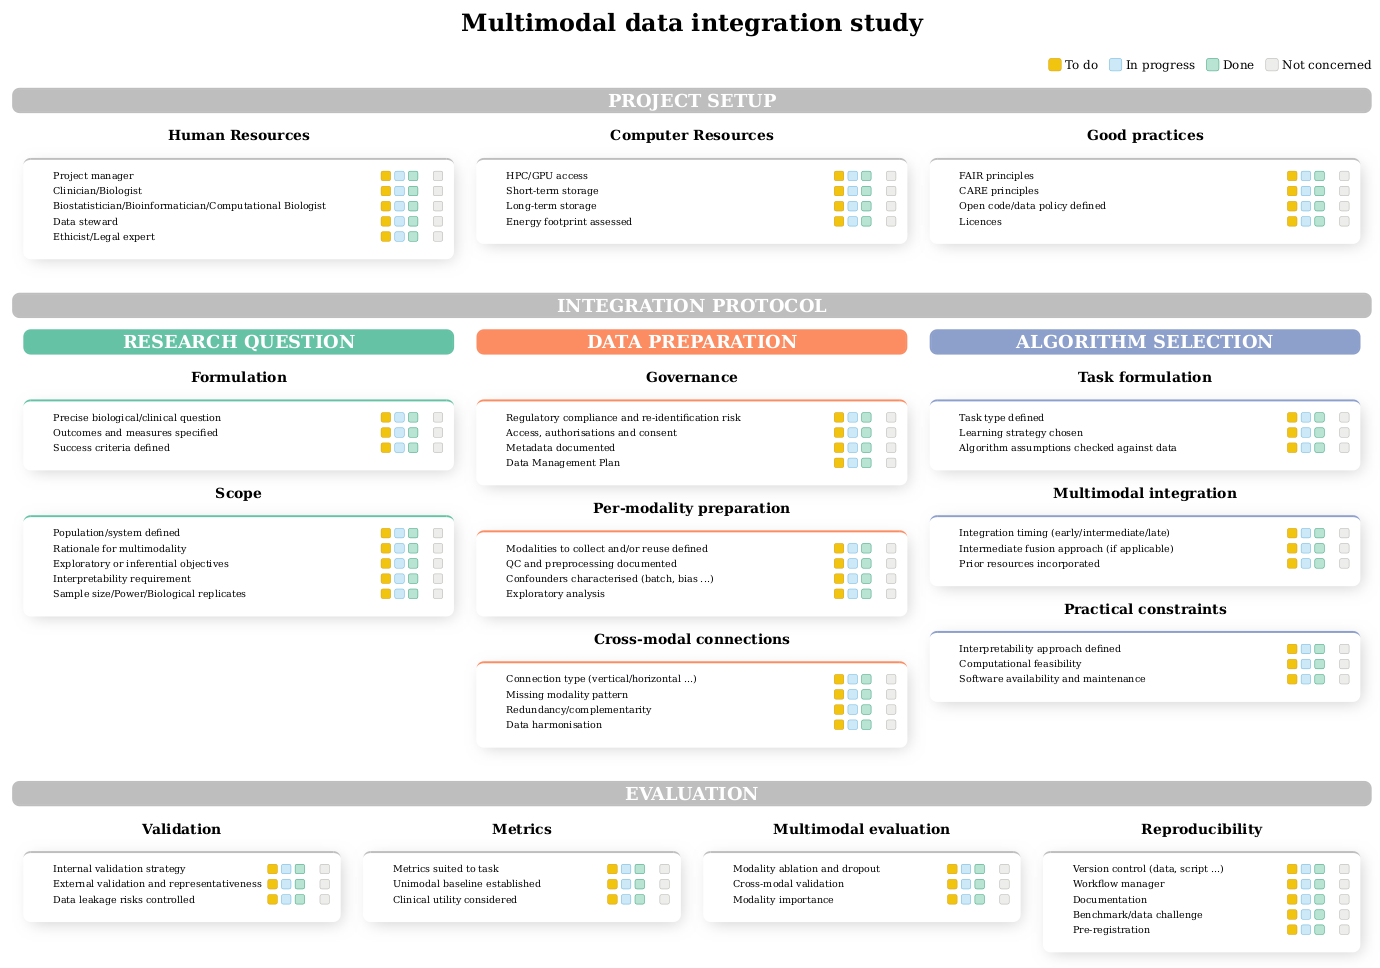 Multimodal data integration study
To do In progress Done Not concerned
PROJECT SETUP
Human Resources
Project manager
Clinician/Biologist
Biostatistician/Bioinformatician/Computational Biologist
Data steward
Ethicist/Legal expert
Computer Resources
HPC/GPU access
Short-term storage
Long-term storage
Energy footprint assessed
Good practices
FAIR principles
CARE principles
Open code/data policy defined
Licences
INTEGRATION PROTOCOL
RESEARCH QUESTION
Formulation
Precise biological/clinical question
Outcomes and measures specified
Success criteria defined
Scope
Population/system defined
Rationale for multimodality
Exploratory or inferential objectives
Interpretability requirement
Sample size/Power/Biological replicates
DATA PREPARATION
Governance
Regulatory compliance and re-identification risk
Access, authorisations and consent
Metadata documented
Data Management Plan
Per-modality preparation
Modalities to collect and/or reuse defined
QC and preprocessing documented
Confounders characterised (batch, bias ...)
Exploratory analysis
Cross-modal connections
Connection type (vertical/horizontal ...)
Missing modality pattern
Redundancy/complementarity
Data harmonisation
ALGORITHM SELECTION
Task formulation
Task type defined
Learning strategy chosen
Algorithm assumptions checked against data
Multimodal integration
Integration timing (early/intermediate/late)
Intermediate fusion approach (if applicable)
Prior resources incorporated
Practical constraints
Interpretability approach defined
Computational feasibility
Software availability and maintenance
EVALUATION
Validation
Internal validation strategy
External validation and representativeness
Data leakage risks controlled
Metrics
Metrics suited to task
Unimodal baseline established
Clinical utility considered
Multimodal evaluation
Modality ablation and dropout
Cross-modal validation
Modality importance
Reproducibility
Version control (data, script ...)
Workflow manager
Documentation
Benchmark/data challenge
Pre-registration